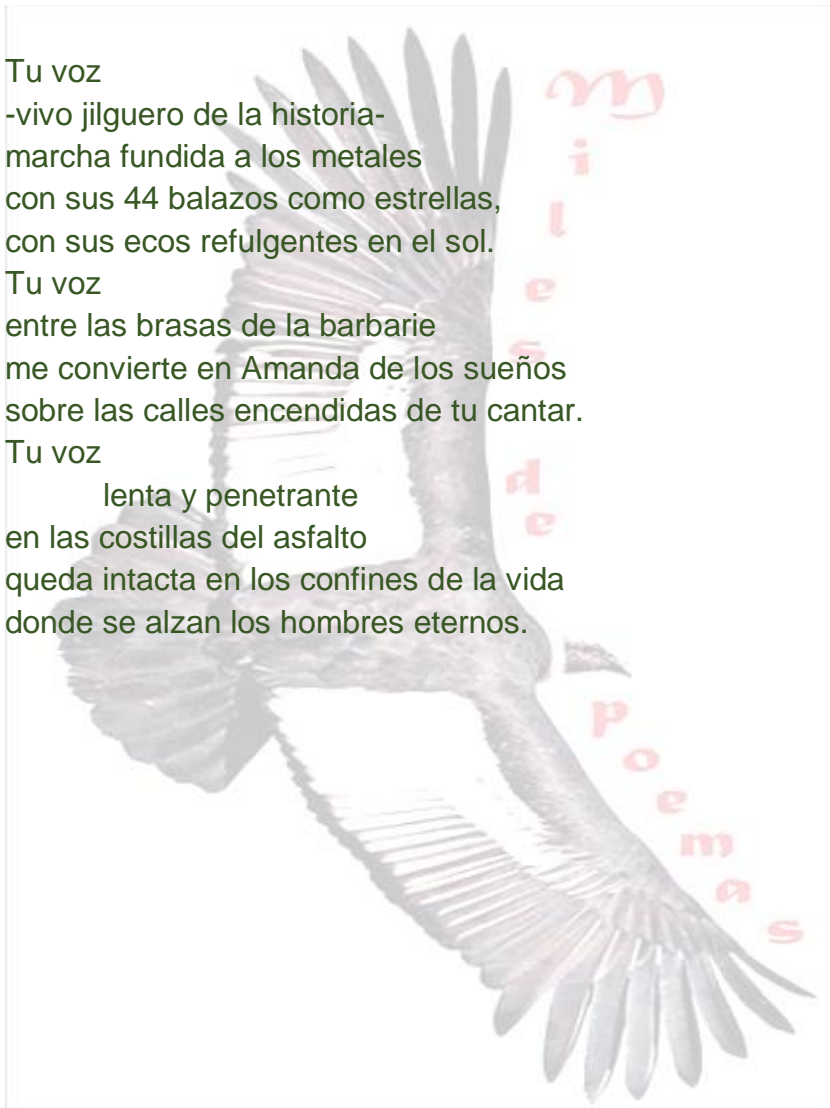 Tu voz
-vivo jilguero de la historia-
marcha fundida a los metales
con sus 44 balazos como estrellas,
con sus ecos refulgentes en el sol.
Tu voz
entre las brasas de la barbarie
me convierte en Amanda de los sueños
sobre las calles encendidas de tu cantar.
Tu voz
lenta y penetrante
en las costillas del asfalto
queda intacta en los confines de la vida
donde se alzan los hombres eternos.
Miles de poemas